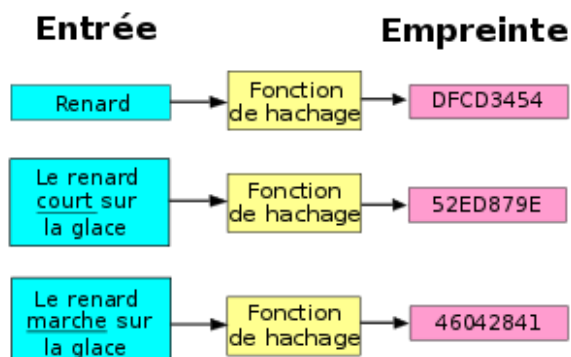 Entrée
Empreinte
Renard
Fonction
de hachage
DFCD3454
Le renard
court sur
la glace
Fonction
de hachage
52ED879E
Le renard
marche sur
la glace
Fonction
de hachage
46042841